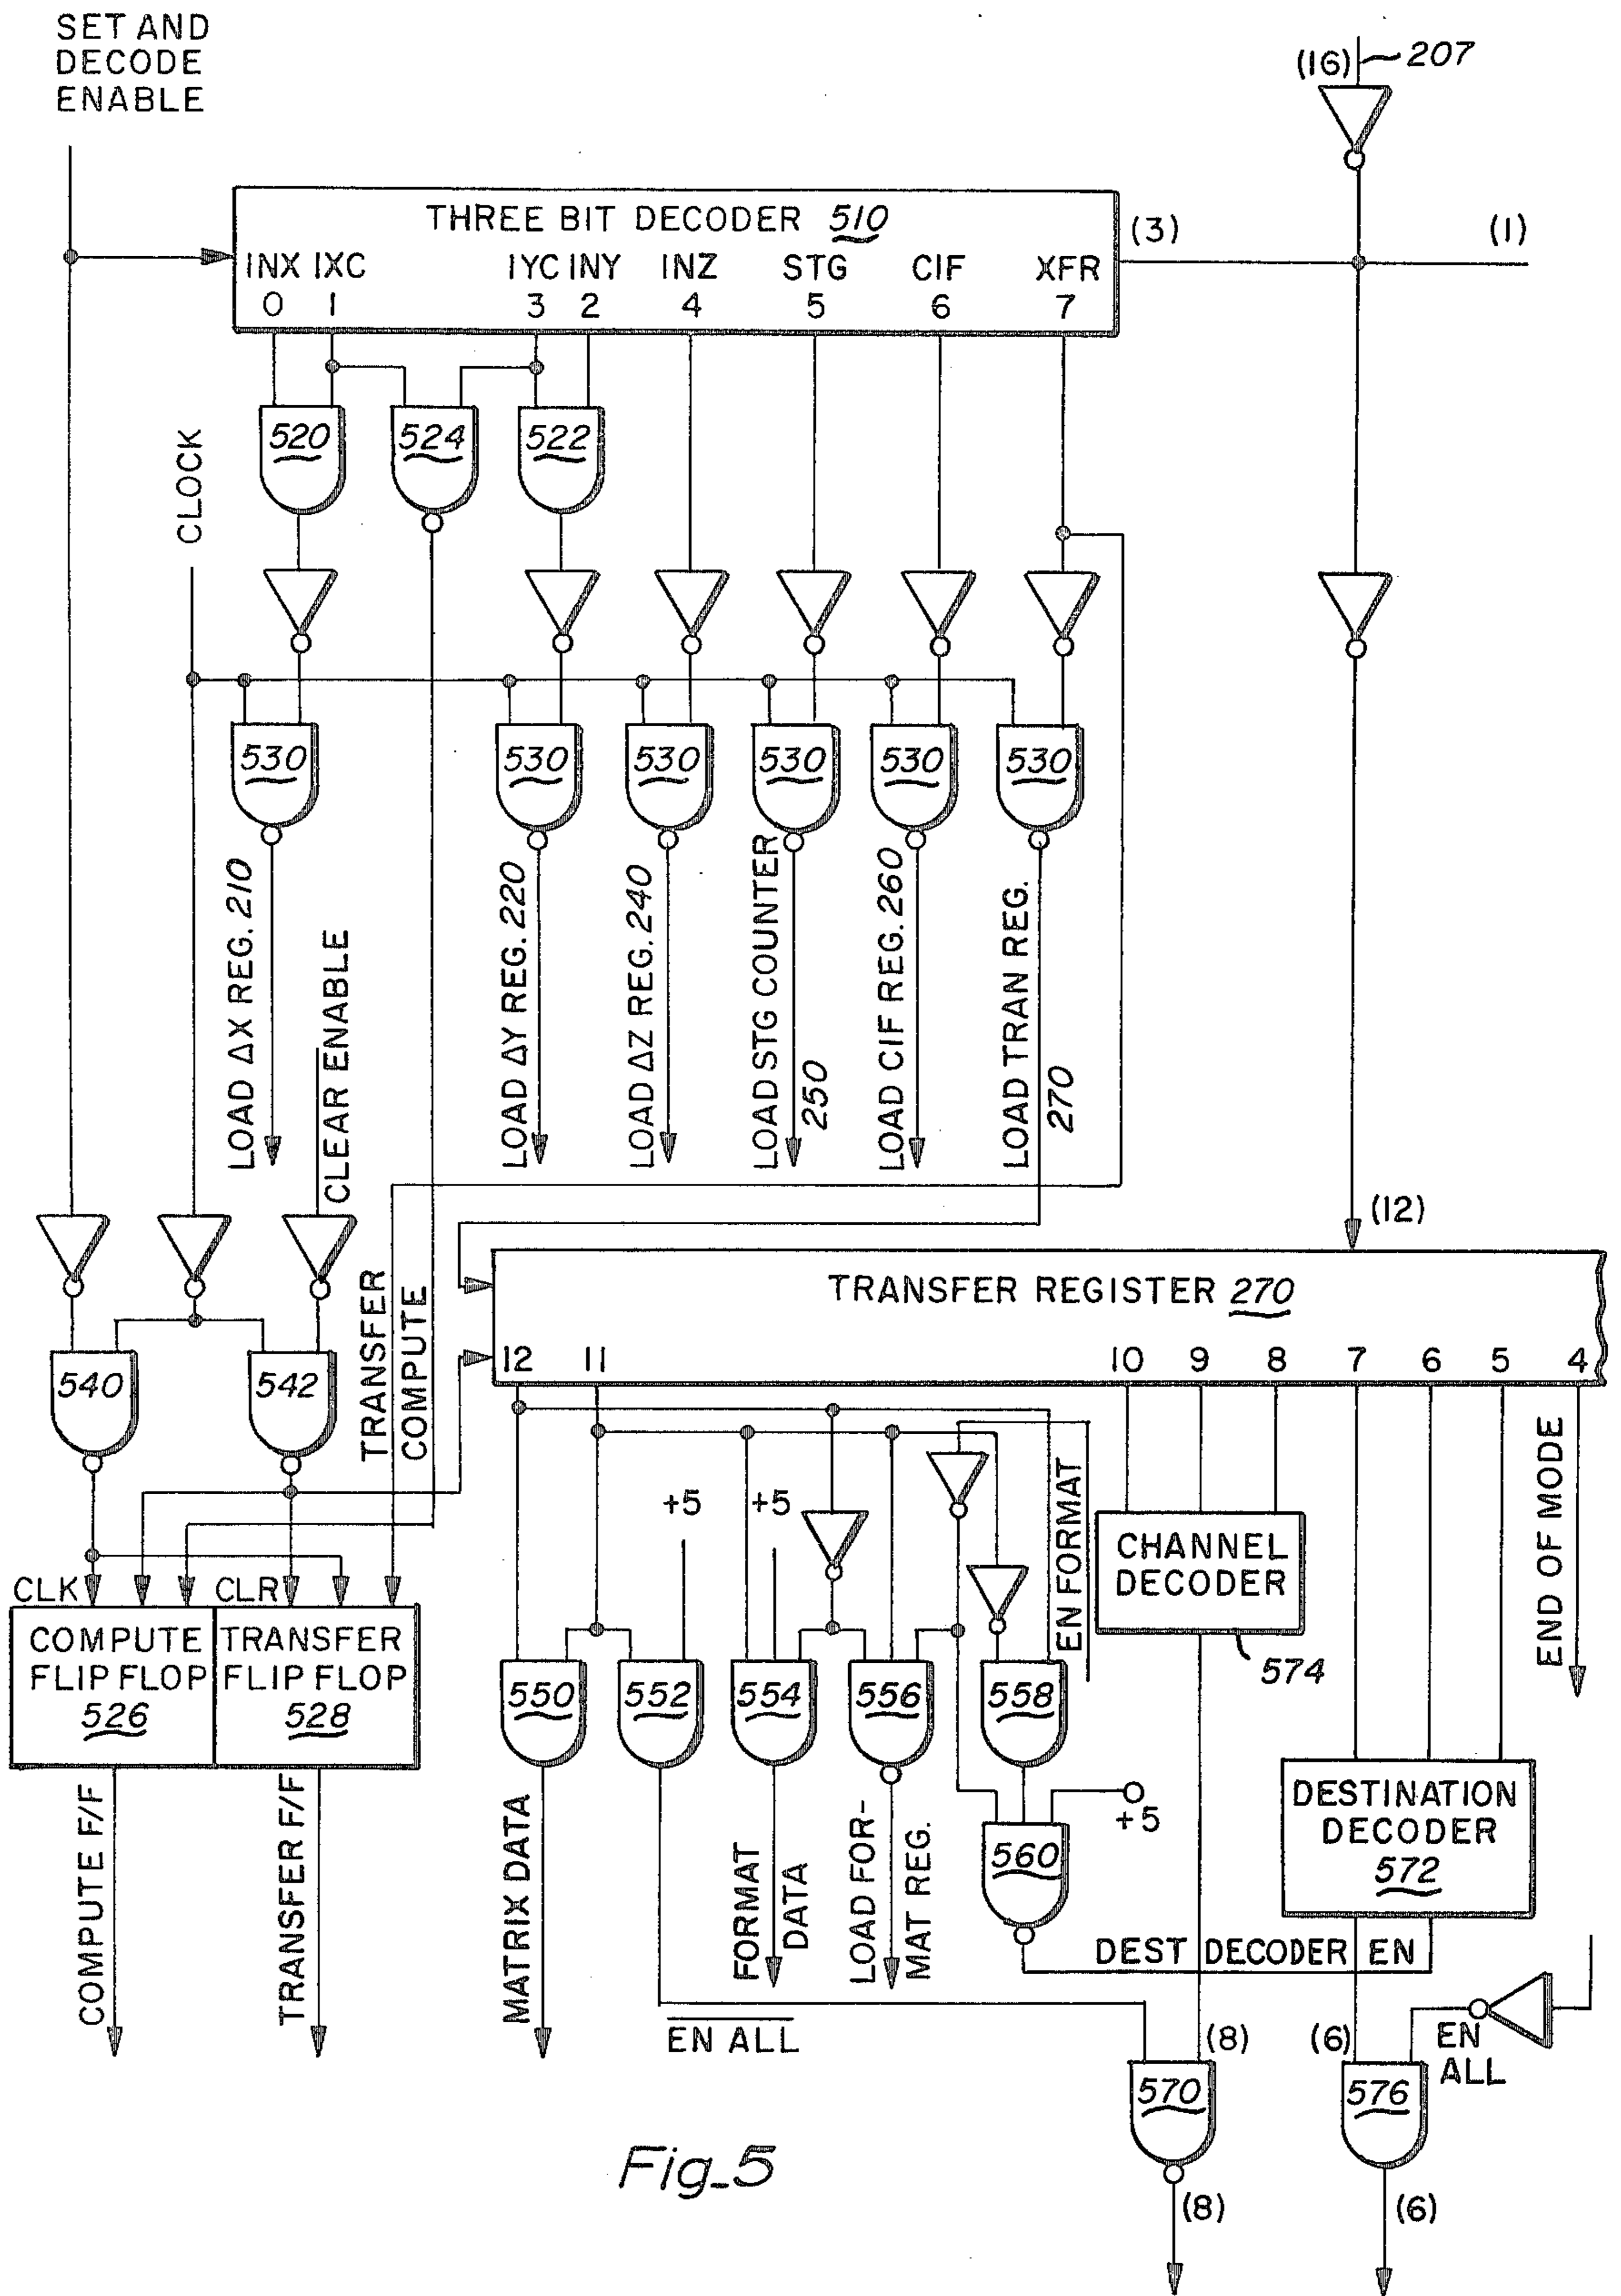 SET AND
DECODE
ENABLE
(16) 207
THREE BIT DECODER 510
(3) (1)
INX IXC IYC INY INZ STG CIF XFR
0 1 3 2 4 5 6 7
CLOCK
520 524 522
530 530 530 530 530 530
LOAD ΔX REG. 210
CLEAR ENABLE
LOAD ΔY REG. 220
LOAD ΔZ REG. 240
LOAD STG COUNTER
250
LOAD CIF REG. 260
LOAD TRAN REG.
270
(12)
TRANSFER REGISTER 270
12 11 10 9 8 7 6 5 4
540 542
TRANSFER
COMPUTE
+5 +5
EN FORMAT
CHANNEL
DECODER
574
END OF MODE
CLK CLR
COMPUTE
FLIP FLOP
526
TRANSFER
FLIP FLOP
528
550 552 554 556 558
COMPUTE F/F
TRANSFER F/F
MATRIX DATA
FORMAT
DATA
LOAD FOR-
MAT REG.
+5
560
DESTINATION
DECODER
572
DEST DECODER EN
EN ALL
(8) (6)
EN
ALL
570 576
(8) (6)
Fig_5